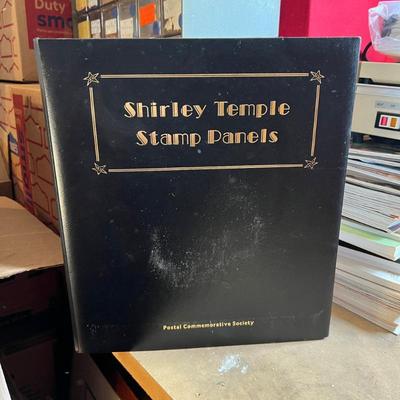 Duty
Shirley Temple
Stamp Panels
Postal Commemorative Society